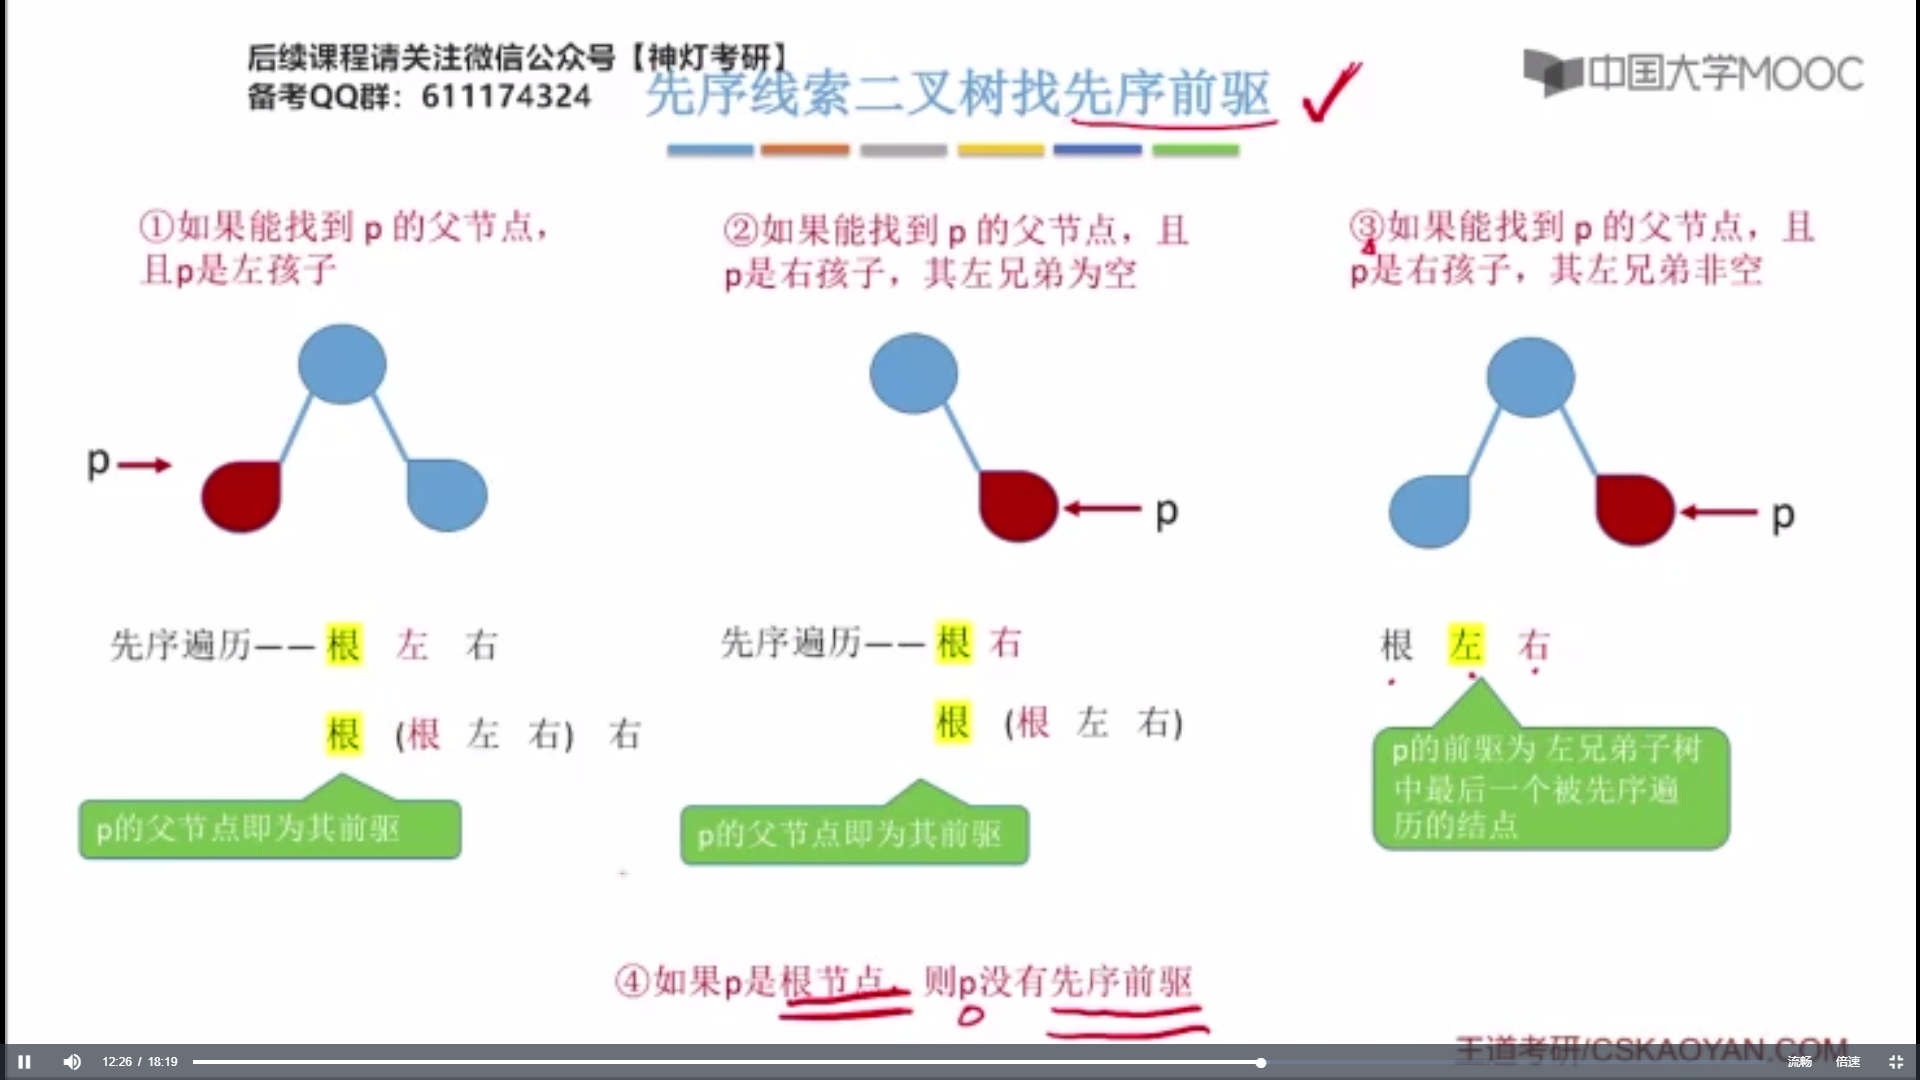 后续课程请关注微信公众号【神灯考研】
备考QQ群：611174324
先序线索二叉树找先序前驱
中国大学MOOC
①如果能找到 p 的父节点，
且p是左孩子
p
先序遍历——根 左 右
根 (根 左 右) 右
p的父节点即为其前驱
②如果能找到 p 的父节点，且
p是右孩子，其左兄弟为空
p
先序遍历——根 右
根 (根 左 右)
p的父节点即为其前驱
③如果能找到 p 的父节点，且
p是右孩子，其左兄弟非空
p
根 左 右
p的前驱为 左兄弟子树
中最后一个被先序遍
历的结点
④如果p是根节点，则p没有先序前驱
王道考研/CSKAOYAN.COM
12:26 / 18:19
流畅 倍速